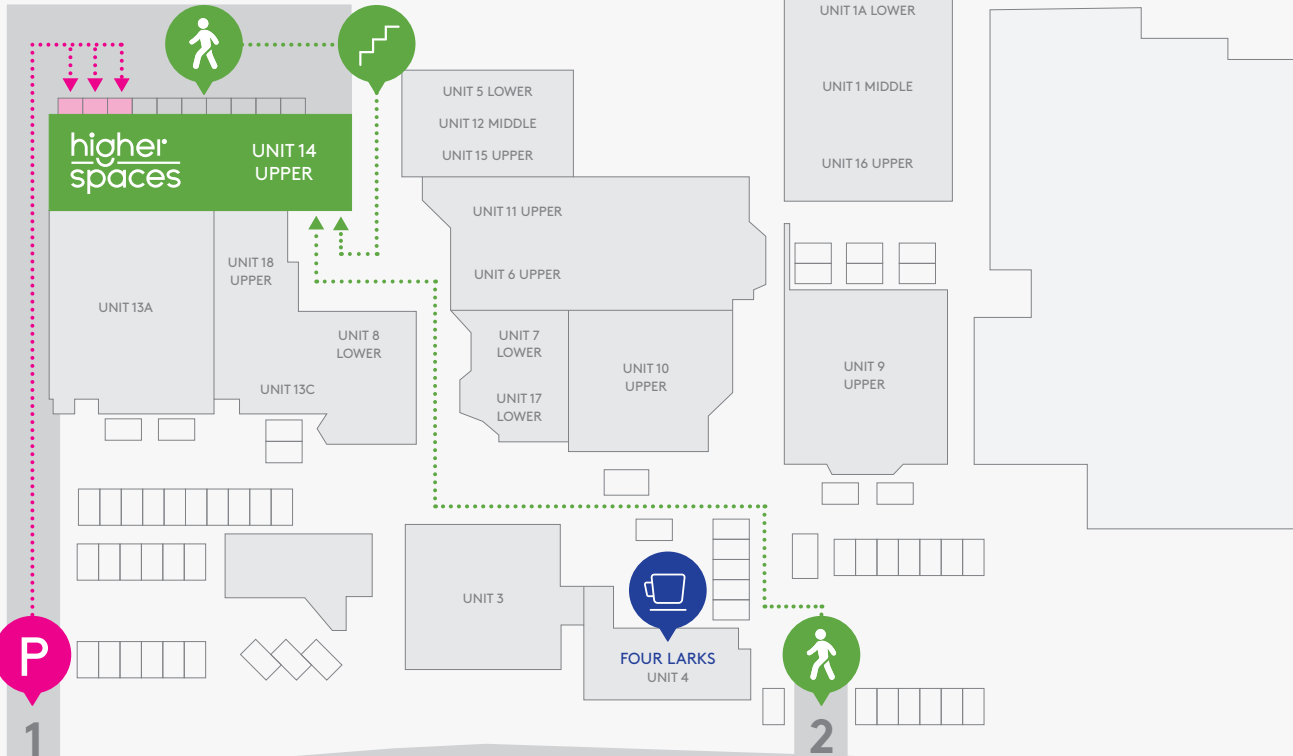 UNIT 1A LOWER
UNIT 1 MIDDLE
UNIT 16 UPPER
UNIT 5 LOWER
UNIT 12 MIDDLE
UNIT 15 UPPER
higher
spaces
UNIT 14
UPPER
UNIT 11 UPPER
UNIT 6 UPPER
UNIT 18
UPPER
UNIT 13A
UNIT 8
LOWER
UNIT 13C
UNIT 7
LOWER
UNIT 17
LOWER
UNIT 10
UPPER
UNIT 9
UPPER
UNIT 3
FOUR LARKS
UNIT 4
P
1
2